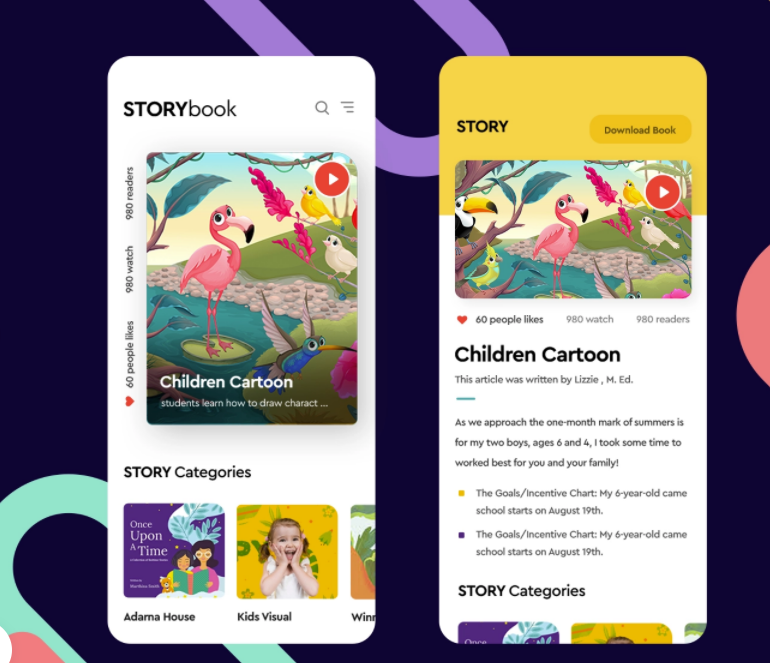 STORYbook
980 readers
980 watch
60 people likes
Children Cartoon
students learn how to draw charact ...
STORY Categories
Once
Upon
A Time
Adama House
Kids Visual
Winn
STORY
Download Book
60 people likes
980 watch
980 readers
Children Cartoon
This article was written by Lizzie , M. Ed.
As we approach the one-month mark of summers is
for my two boys, ages 6 and 4, I took some time to
worked best for you and your family!
The Goals/Incentive Chart: My 6-year-old came
school starts on August 19th.
The Goals/Incentive Chart: My 6-year-old came
school starts on August 19th.
STORY Categories
Once